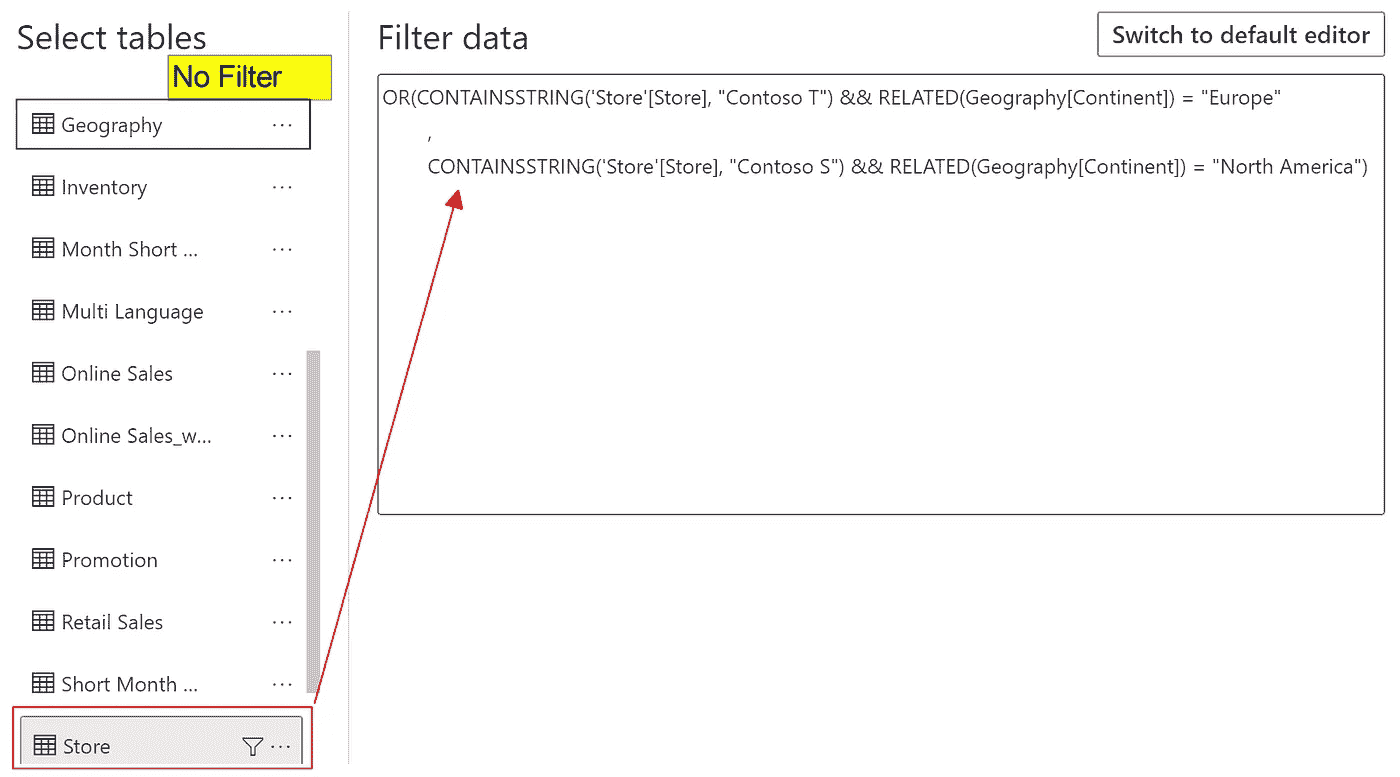 Select tables
No Filter
Geography
Inventory
Month Short ...
Multi Language
Online Sales
Online Sales_w...
Product
Promotion
Retail Sales
Short Month ...
Store
Filter data
Switch to default editor
OR(CONTAINSSTRING('Store'[Store], "Contoso T") && RELATED(Geography[Continent]) = "Europe"
,
CONTAINSSTRING('Store'[Store], "Contoso S") && RELATED(Geography[Continent]) = "North America")